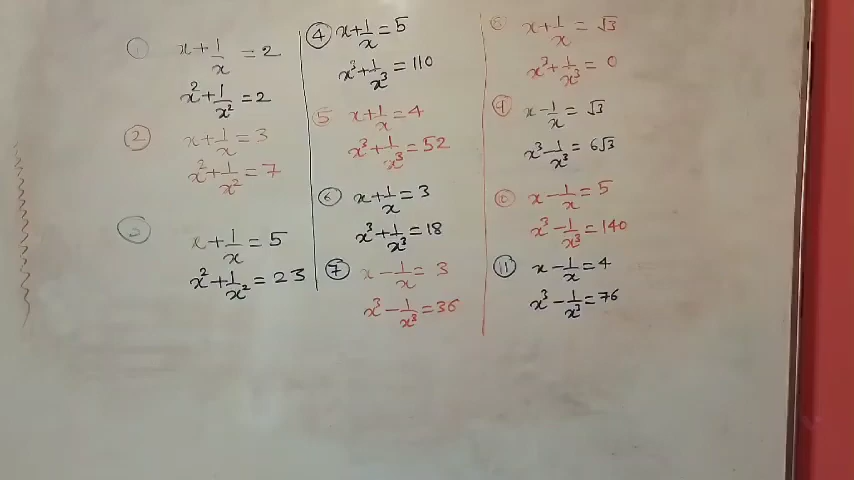 ① x + 1/x = 2
x² + 1/x² = 2
② x + 1/x = 3
x² + 1/x² = 7
③ x + 1/x = 5
x² + 1/x² = 23
④ x + 1/x = 5
x³ + 1/x³ = 110
⑤ x + 1/x = 4
x³ + 1/x³ = 52
⑥ x + 1/x = 3
x³ + 1/x³ = 18
⑦ x - 1/x = 3
x³ - 1/x³ = 36
x + 1/x = √3
x³ + 1/x³ = 0
x - 1/x = √3
x³ - 1/x³ = 6√3
⑩ x - 1/x = 5
x³ - 1/x³ = 140
⑪ x - 1/x = 4
x³ - 1/x³ = 76